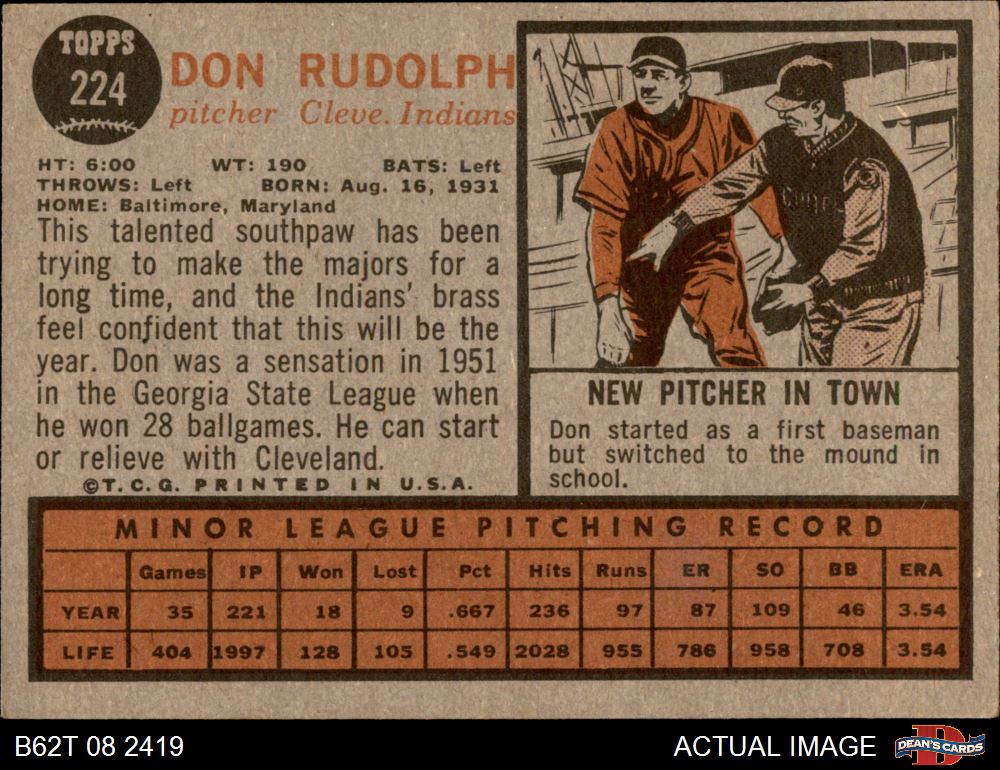 TOPPS
224
DON RUDOLPH
pitcher Cleve. Indians
HT: 6:00 WT: 190 BATS: Left
THROWS: Left BORN: Aug. 16, 1931
HOME: Baltimore, Maryland
This talented southpaw has been
trying to make the majors for a
long time, and the Indians' brass
feel confident that this will be the
year. Don was a sensation in 1951
in the Georgia State League when
he won 28 ballgames. He can start
or relieve with Cleveland.
©T.C.G. PRINTED IN U.S.A.
NEW PITCHER IN TOWN
Don started as a first baseman
but switched to the mound in
school.
MINOR LEAGUE PITCHING RECORD
Games IP Won Lost Pct Hits Runs ER SO BB ERA
YEAR 35 221 18 9 .667 236 97 87 109 46 3.54
LIFE 404 1997 128 105 .549 2028 955 786 958 708 3.54
B62T 08 2419 ACTUAL IMAGE D DEAN'S CARDS